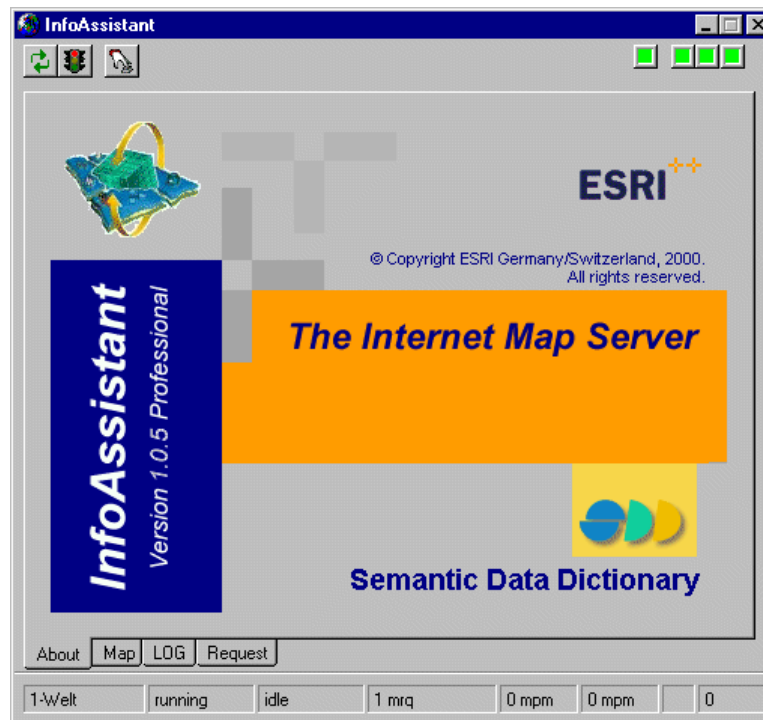 InfoAssistant
ESRI
© Copyright ESRI Germany/Switzerland, 2000.
All rights reserved.
InfoAssistant
Version 1.0.5 Professional
The Internet Map Server
Semantic Data Dictionary
About Map LOG Request
1-Welt running idle 1 mrq 0 mpm 0 mpm 0